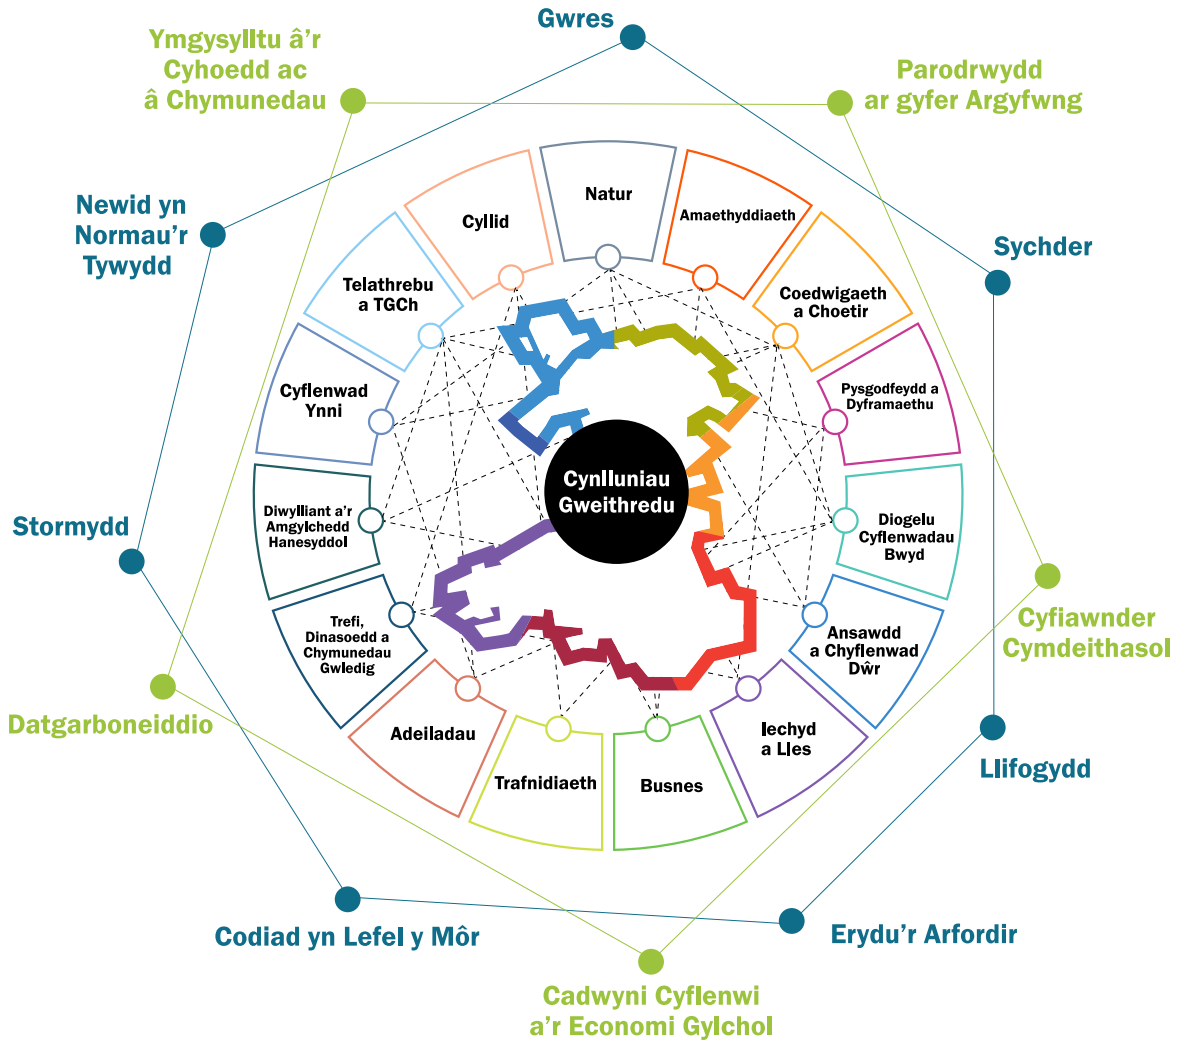 Gwres
Ymgysylltu â'r
Cyhoedd ac
â Chymunedau
Parodrwydd
ar gyfer Argyfwng
Newid yn
Normau'r
Tywydd
Sychder
Natur
Cyllid
Amaethyddiaeth
Telathrebu
a TGCh
Coedwigaeth
a Choetir
Cyflenwad
Ynni
Pysgodfeydd a
Dyframaethu
Cynlluniau
Gweithredu
Diwylliant a'r
Amgylchedd
Hanesyddol
Diogelu
Cyflenwadau
Bwyd
Stormydd
Trefi,
Dinasoedd a
Chymunedau
Gwledig
Ansawdd
a Chyflenwad
Dŵr
Cyfiawnder
Cymdeithasol
Datgarboneiddio
Adeiladau
Iechyd
a Lles
Trafnidiaeth
Busnes
Llifogydd
Codiad yn Lefel y Môr
Erydu'r Arfordir
Cadwyni Cyflenwi
a'r Economi Gylchol